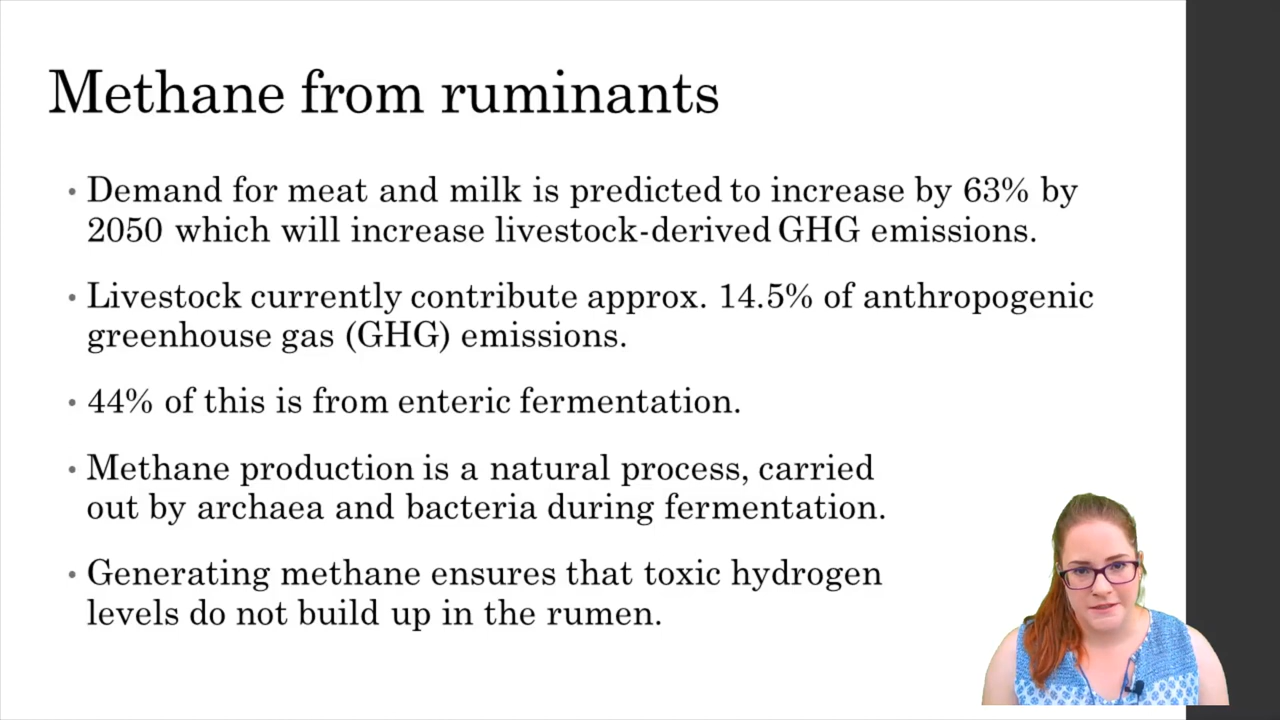 Methane from ruminants
• Demand for meat and milk is predicted to increase by 63% by
2050 which will increase livestock-derived GHG emissions.
• Livestock currently contribute approx. 14.5% of anthropogenic
greenhouse gas (GHG) emissions.
• 44% of this is from enteric fermentation.
• Methane production is a natural process, carried
out by archaea and bacteria during fermentation.
• Generating methane ensures that toxic hydrogen
levels do not build up in the rumen.